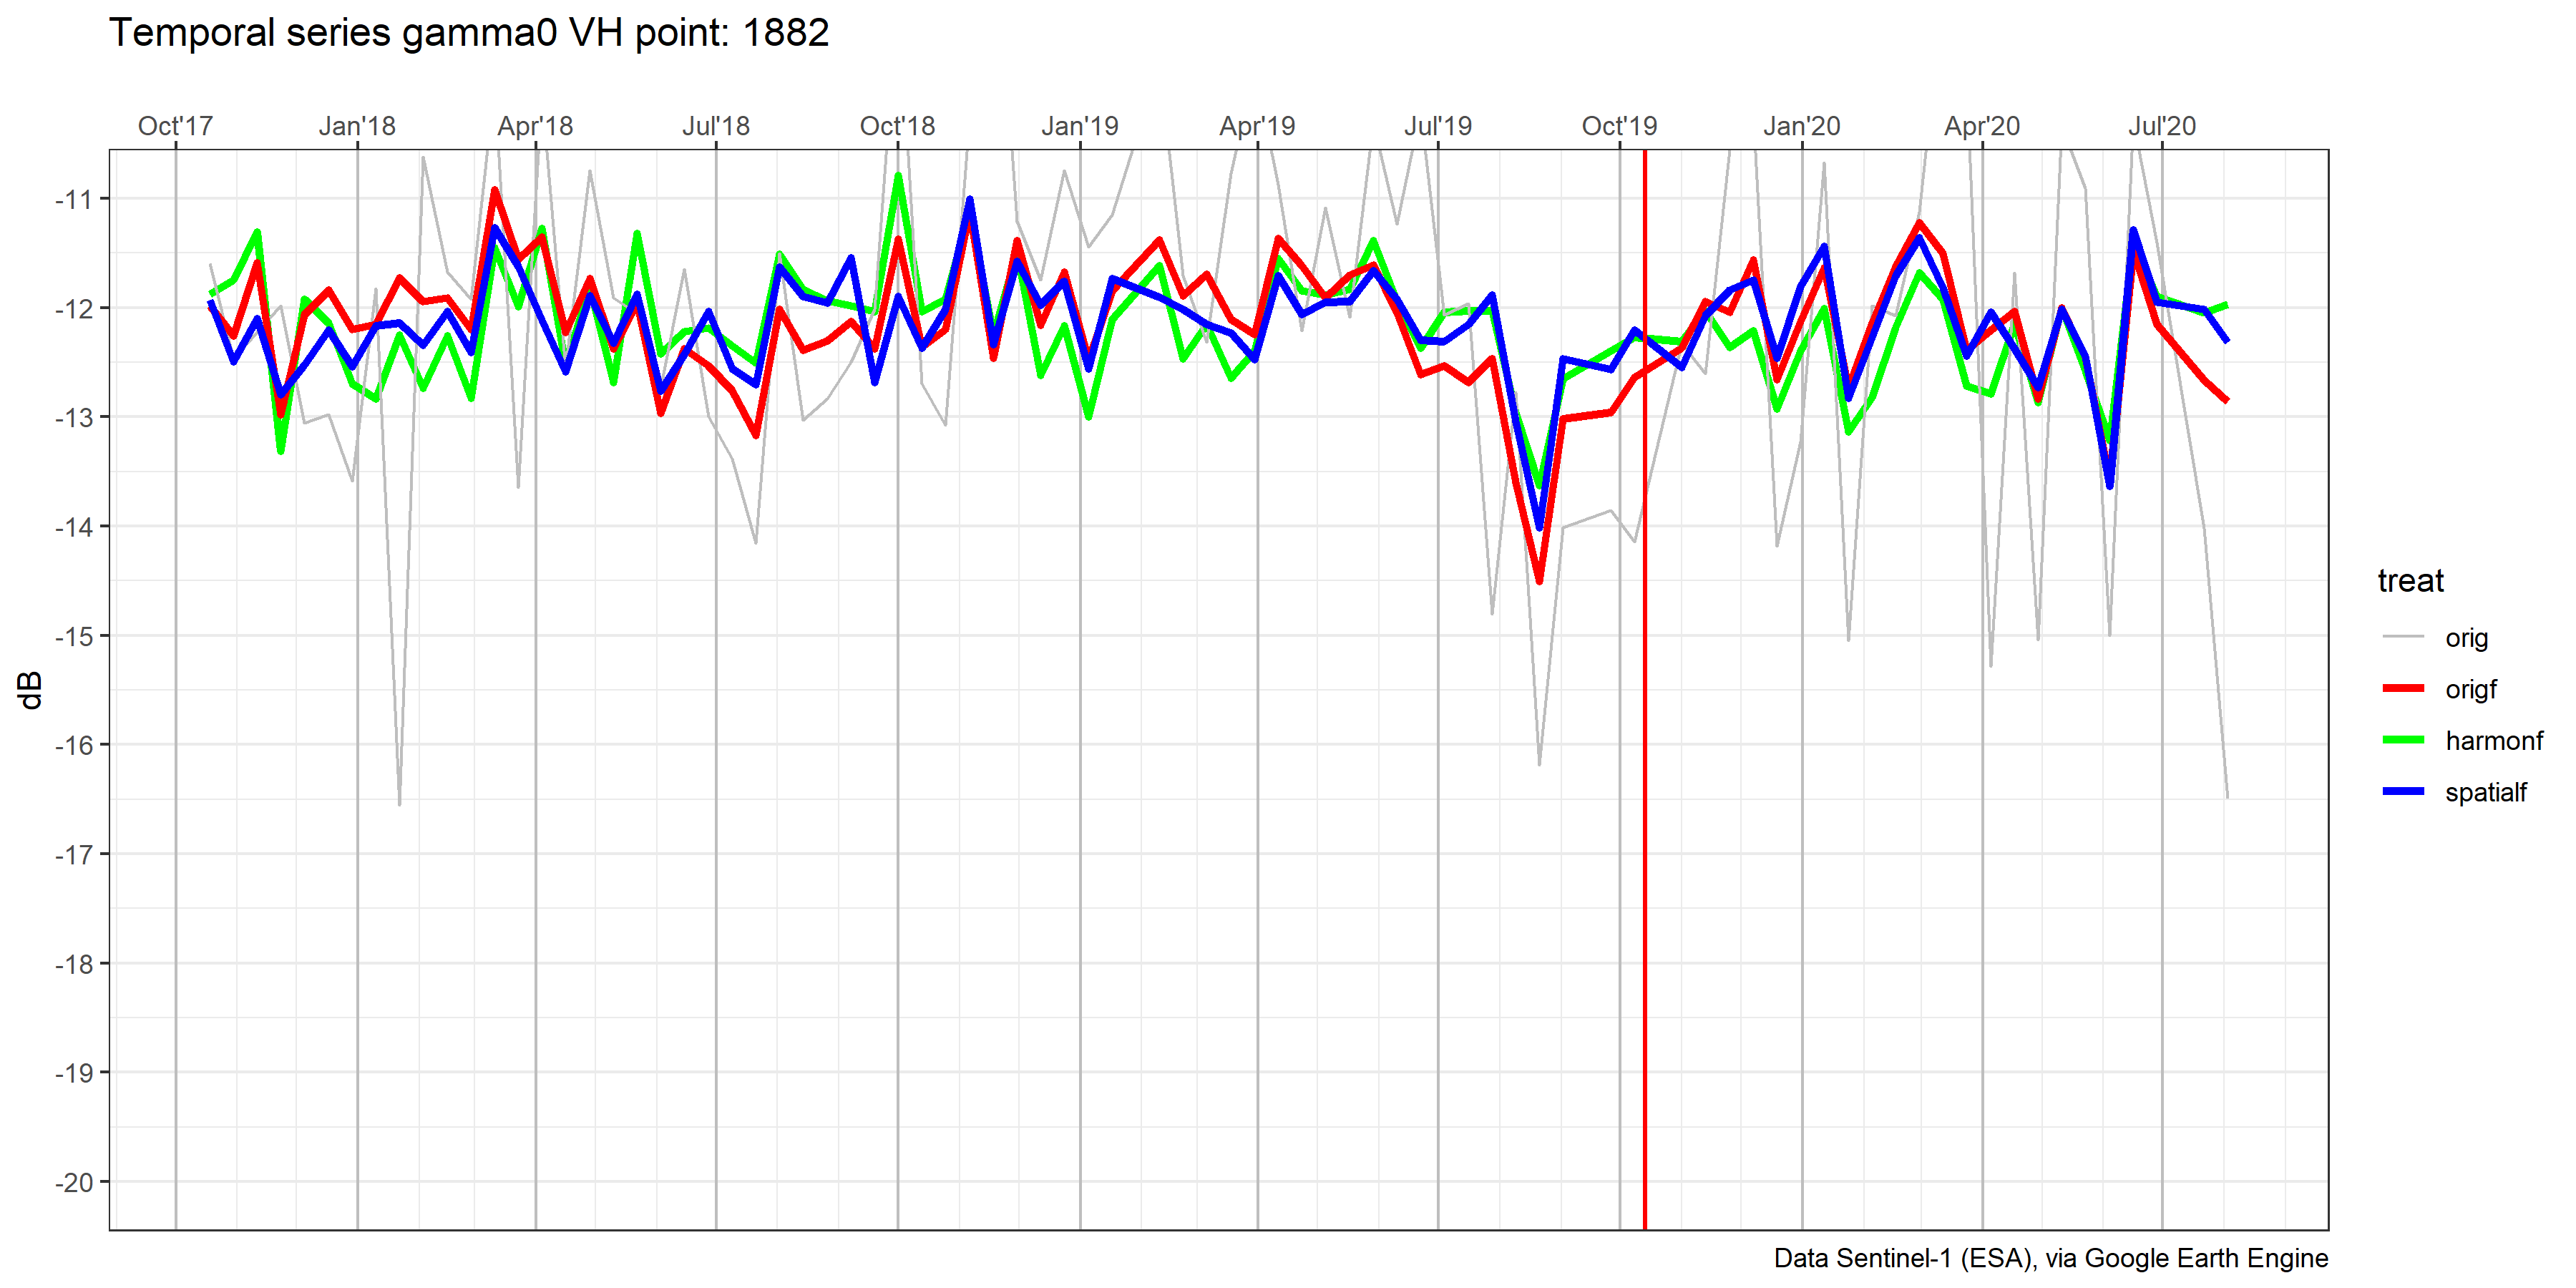 Temporal series gamma0 VH point: 1882
Oct'17 Jan'18 Apr'18 Jul'18 Oct'18 Jan'19 Apr'19 Jul'19 Oct'19 Jan'20 Apr'20 Jul'20
-11
-12
-13
-14
-15
-16
-17
-18
-19
-20
dB
treat
orig
origf
harmonf
spatialf
Data Sentinel-1 (ESA), via Google Earth Engine